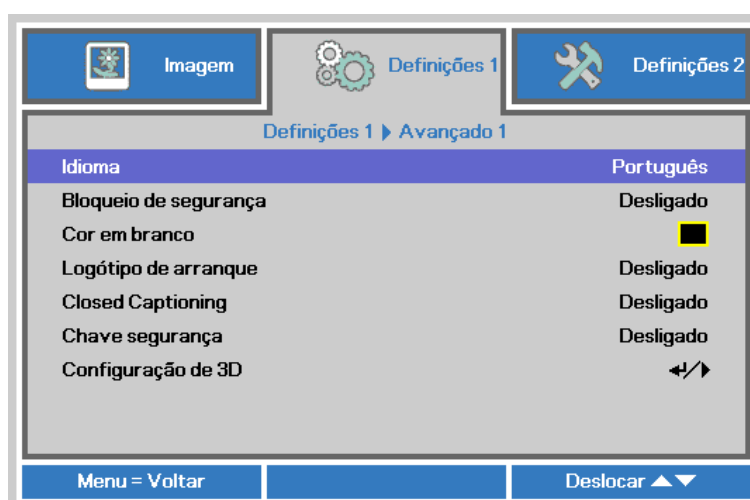 Imagem
Definições 1
Definições 2
Definições 1 Avançado 1
Idioma Português
Bloqueio de segurança Desligado
Cor em branco
Logótipo de arranque Desligado
Closed Captioning Desligado
Chave segurança Desligado
Configuração de 3D
Menu = Voltar
Deslocar